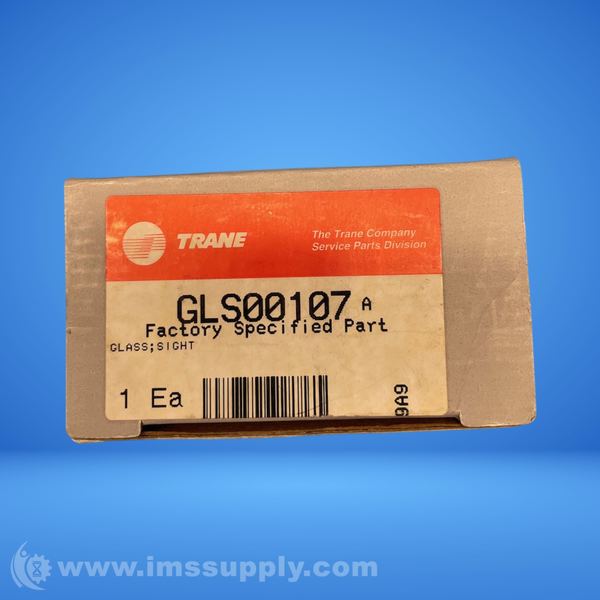 TRANE
The Trane Company
Service Parts Division
GLS00107 A
Factory Specified Part
GLASS;SIGHT
1 Ea
9A9
www.imssupply.com